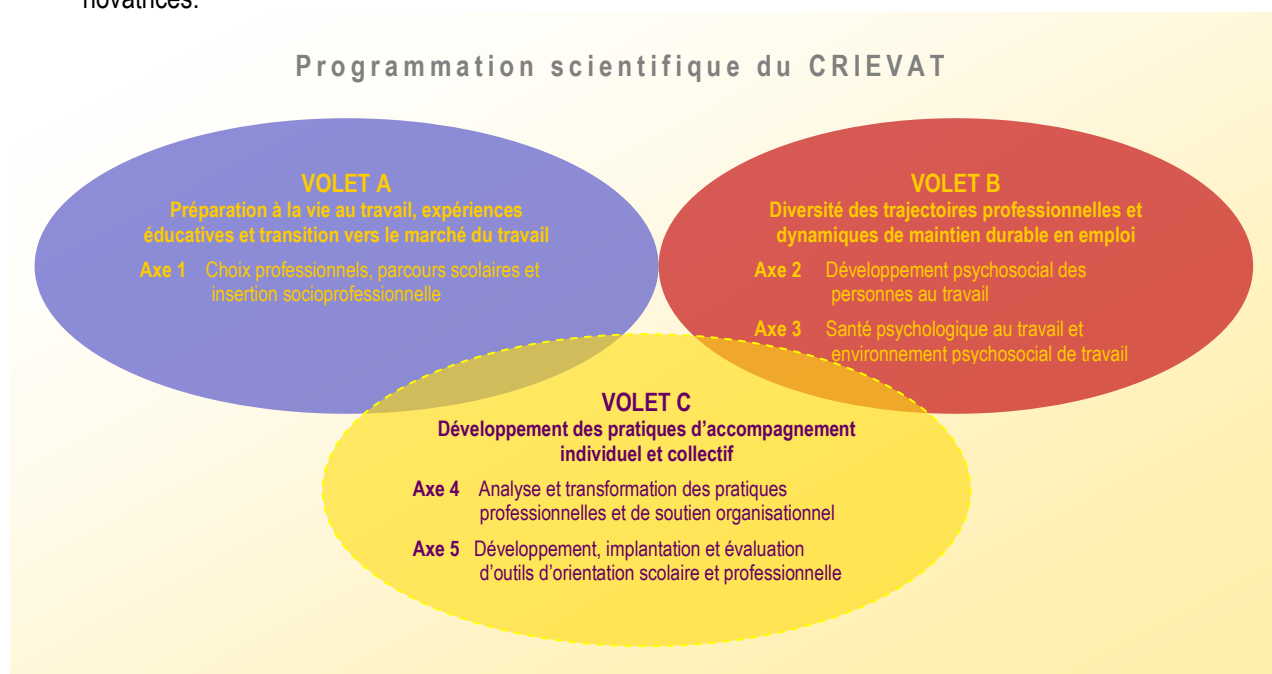 novatrices.
Programmation scientifique du CRIEVAT
VOLET A
Préparation à la vie au travail, expériences
éducatives et transition vers le marché du travail
Axe 1 Choix professionnels, parcours scolaires et
insertion socioprofessionnelle
VOLET B
Diversité des trajectoires professionnelles et
dynamiques de maintien durable en emploi
Axe 2 Développement psychosocial des
personnes au travail
Axe 3 Santé psychologique au travail et
environnement psychosocial de travail
VOLET C
Développement des pratiques d’accompagnement
individuel et collectif
Axe 4 Analyse et transformation des pratiques
professionnelles et de soutien organisationnel
Axe 5 Développement, implantation et évaluation
d’outils d’orientation scolaire et professionnelle